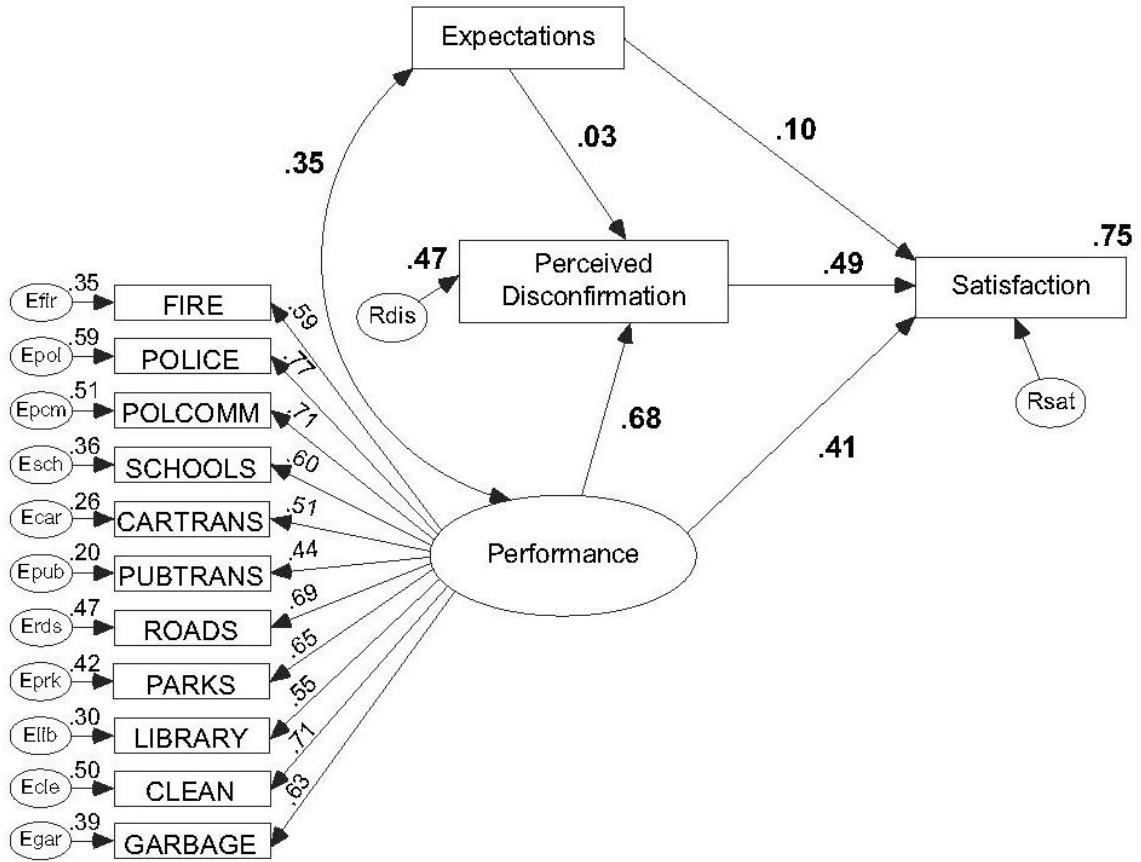 Expectations
.10
.03
.35
.75
.47
Perceived
Disconfirmation
.49
Satisfaction
Rdis
Rsat
.68
.41
Performance
Efir .35 FIRE .59
Epol .59 POLICE .77
Epcm .51 POLCOMM .71
Esch .36 SCHOOLS .60
Ecar .26 CARTRANS .51
Epub .20 PUBTRANS .44
Erds .47 ROADS .69
Eprk .42 PARKS .65
Elib .30 LIBRARY .55
Ecle .50 CLEAN .71
Egar .39 GARBAGE .63